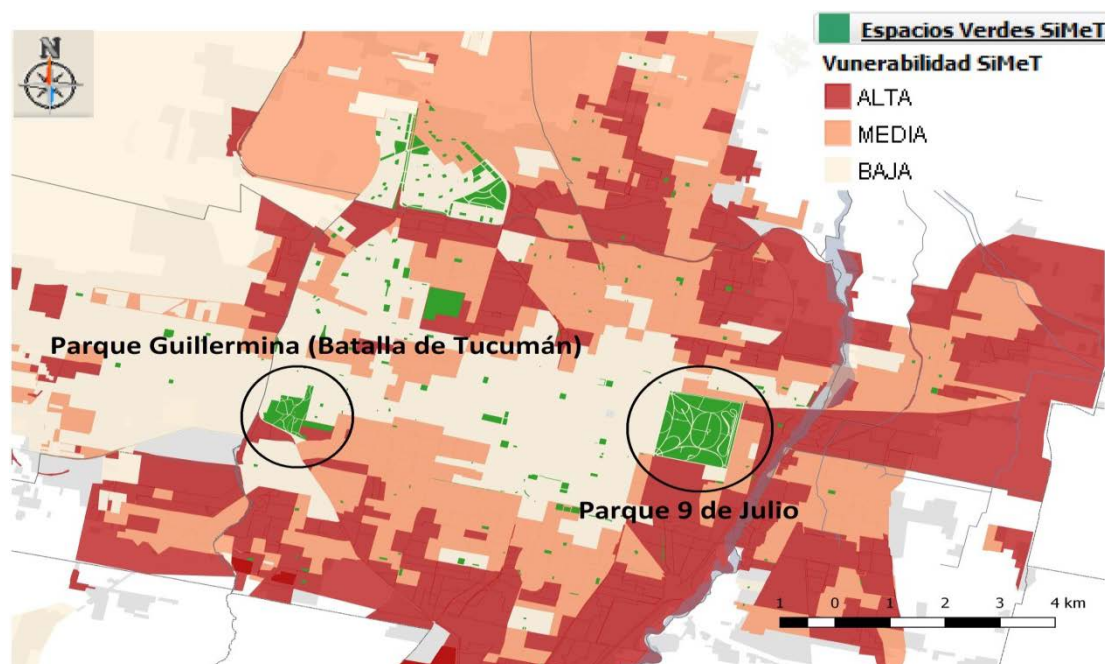 N
Espacios Verdes SiMeT
Vunerabilidad SiMeT
ALTA
MEDIA
BAJA
Parque Guillermina (Batalla de Tucumán)
Parque 9 de Julio
1 0 1 2 3 4 km